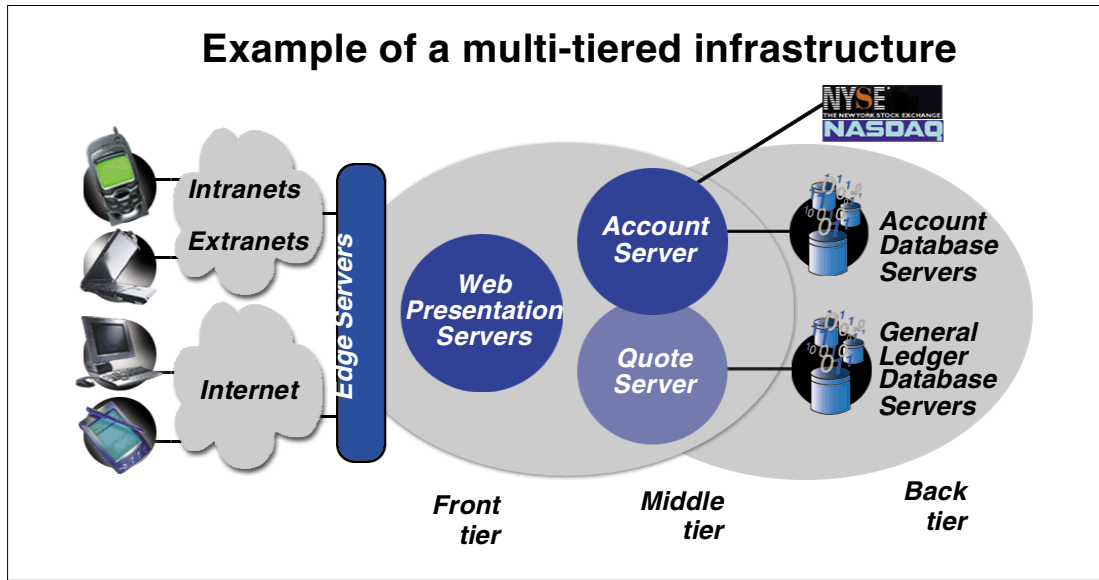 Example of a multi-tiered infrastructure
NYSE
THE NEW YORK STOCK EXCHANGE
NASDAQ
Intranets
Extranets
Internet
Edge Servers
Web
Presentation
Servers
Account
Server
Quote
Server
Account
Database
Servers
General
Ledger
Database
Servers
Front
tier
Middle
tier
Back
tier